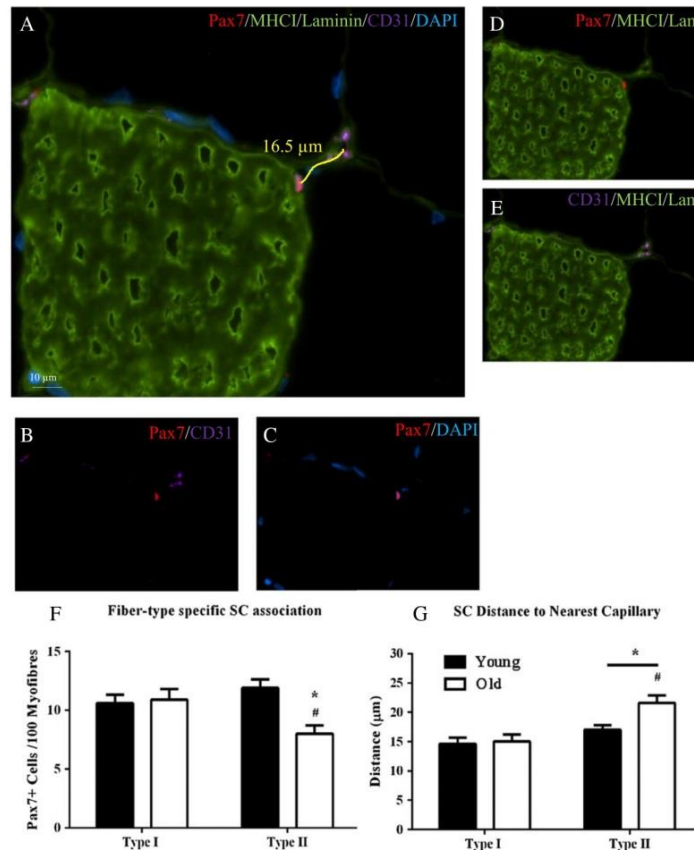 A
Pax7/MHCI/Laminin/CD31/DAPI
16.5 µm
10 µm
D
Pax7/MHCI/Lam
E
CD31/MHCI/Lam
B
Pax7/CD31
C
Pax7/DAPI
F
Fiber-type specific SC association
Pax7+ Cells /100 Myofibres
15
10
5
0
*
#
Type I
Type II
G
SC Distance to Nearest Capillary
Distance (µm)
30
25
20
15
10
5
0
Young
Old
*
#
Type I
Type II